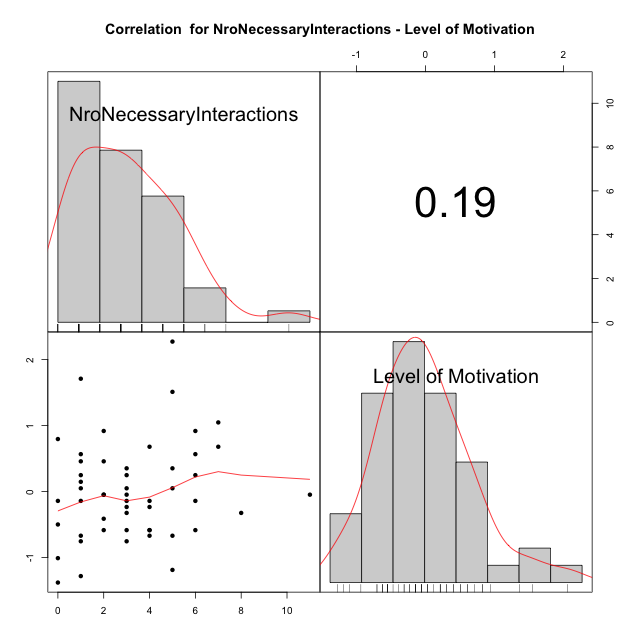 Correlation for NroNecessaryInteractions - Level of Motivation
-1 0 1 2
NroNecessaryInteractions
0.19
0 2 4 6 8 10
Level of Motivation
-1 0 1 2
0 2 4 6 8 10